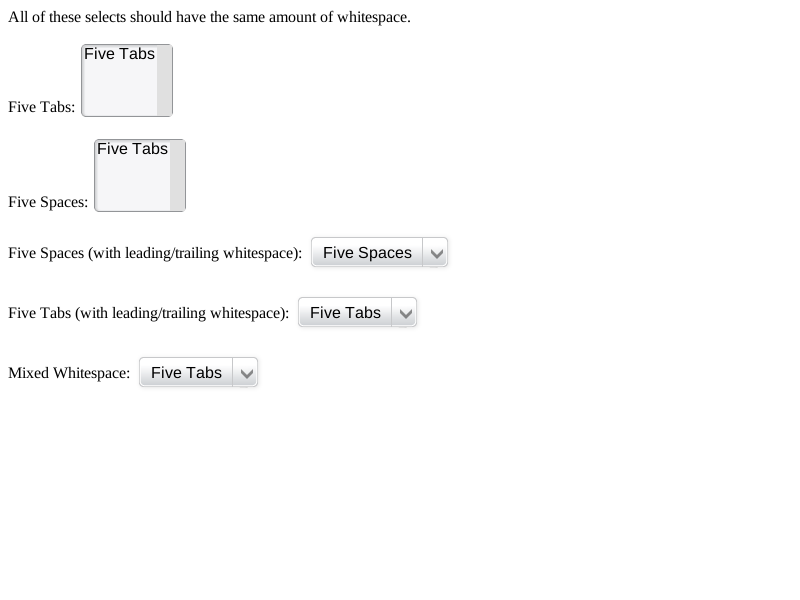 All of these selects should have the same amount of whitespace.
Five Tabs: Five Tabs
Five Spaces: Five Tabs
Five Spaces (with leading/trailing whitespace): Five Spaces
Five Tabs (with leading/trailing whitespace): Five Tabs
Mixed Whitespace: Five Tabs